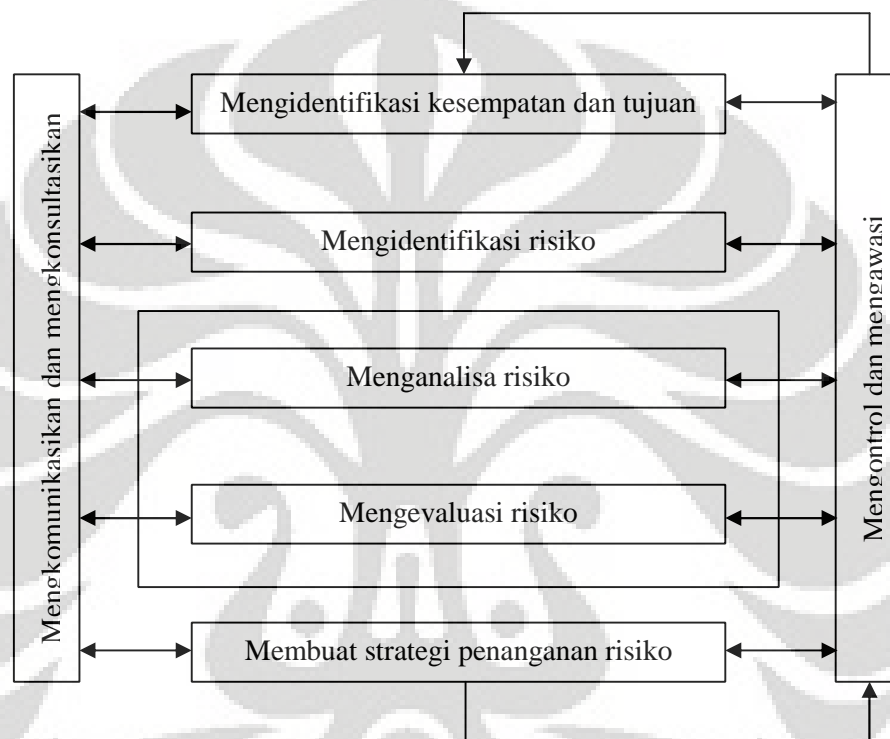 Mengidentifikasi kesempatan dan tujuan
Mengidentifikasi risiko
Menganalisa risiko
Mengevaluasi risiko
Membuat strategi penanganan risiko
Mengkomunikasikan dan mengkonsultasikan
Mengontrol dan mengawasi